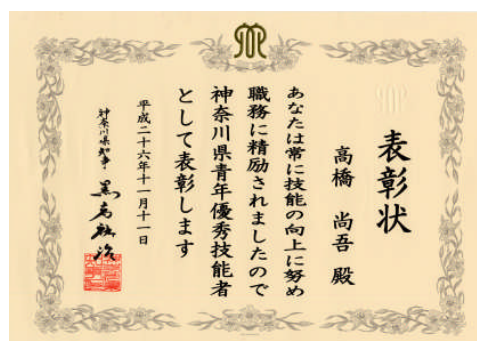 表彰状
高橋 尚吾 殿
あなたは常に技能の向上に努め
職務に精励されましたので
神奈川県青年優秀技能者
として表彰します
平成二十六年十一月十一日
神奈川県知事 黒岩祐治